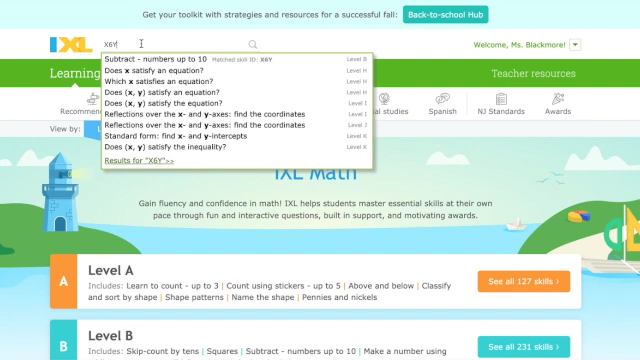 Get your toolkit with strategies and resources for a successful fall: Back-to-school Hub
IXL X6Y Welcome, Ms. Blackmore!
Subtract - numbers up to 10 Matched skill ID: X6Y Level B
Does x satisfy an equation? Level H
Which x satisfies an equation? Level H
Does (x, y) satisfy an equation? Level H
Does (x, y) satisfy the equation? Level I
Reflections over the x- and y-axes: find the coordinates Level I
Reflections over the x- and y-axes: find the coordinates Level J
Standard form: find x- and y-intercepts Level K
Does (x, y) satisfy the inequality? Level K
Results for "X6Y">>
Learning Teacher resources
Recommen al studies Spanish NJ Standards Awards
View by: L
IXL Math
Gain fluency and confidence in math! IXL helps students master essential skills at their own
pace through fun and interactive questions, built in support, and motivating awards.
A
Level A
Includes: Learn to count - up to 3 | Count using stickers - up to 5 | Above and below | Classify
and sort by shape | Shape patterns | Name the shape | Pennies and nickels
See all 127 skills >
B
Level B
Includes: Skip-count by tens | Squares | Subtract - numbers up to 10 | Make a number using
See all 231 skills >